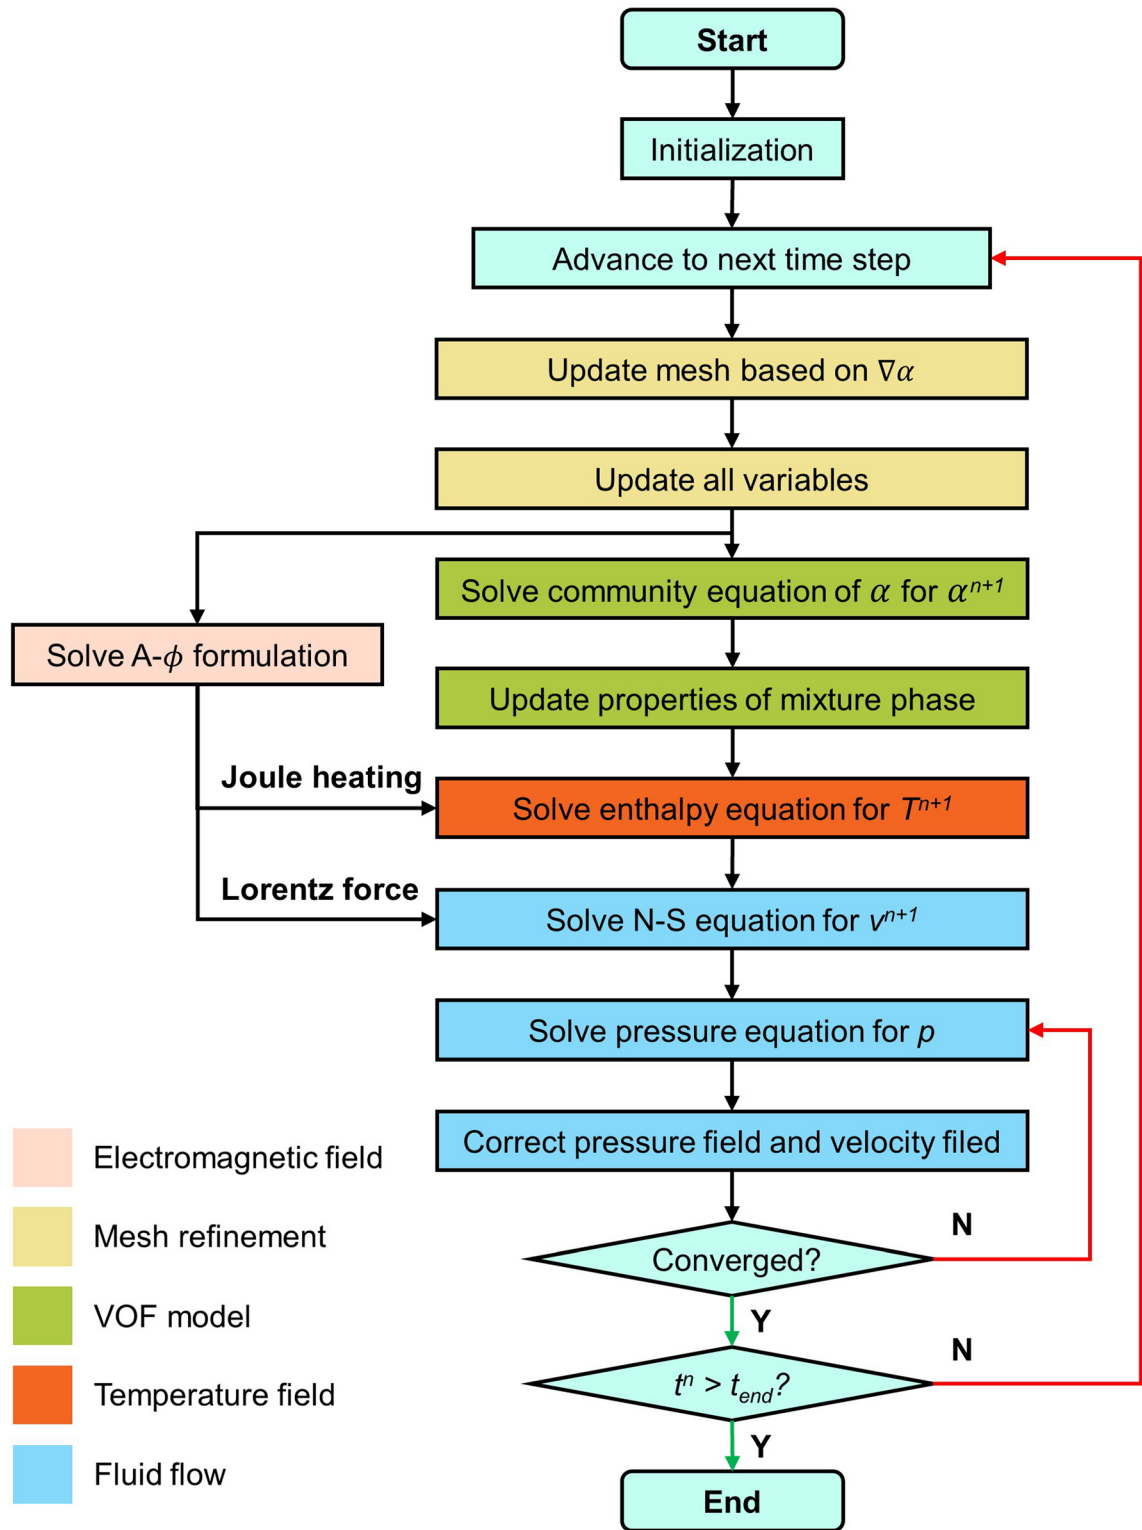 Start
Initialization
Advance to next time step
Update mesh based on ∇α
Update all variables
Solve community equation of α for αⁿ⁺¹
Solve A-ϕ formulation
Update properties of mixture phase
Joule heating
Solve enthalpy equation for Tⁿ⁺¹
Lorentz force
Solve N-S equation for vⁿ⁺¹
Solve pressure equation for p
Correct pressure field and velocity filed
Electromagnetic field
Mesh refinement
VOF model
Temperature field
Fluid flow
Converged?
N
Y
tⁿ > t_end?
N
Y
End